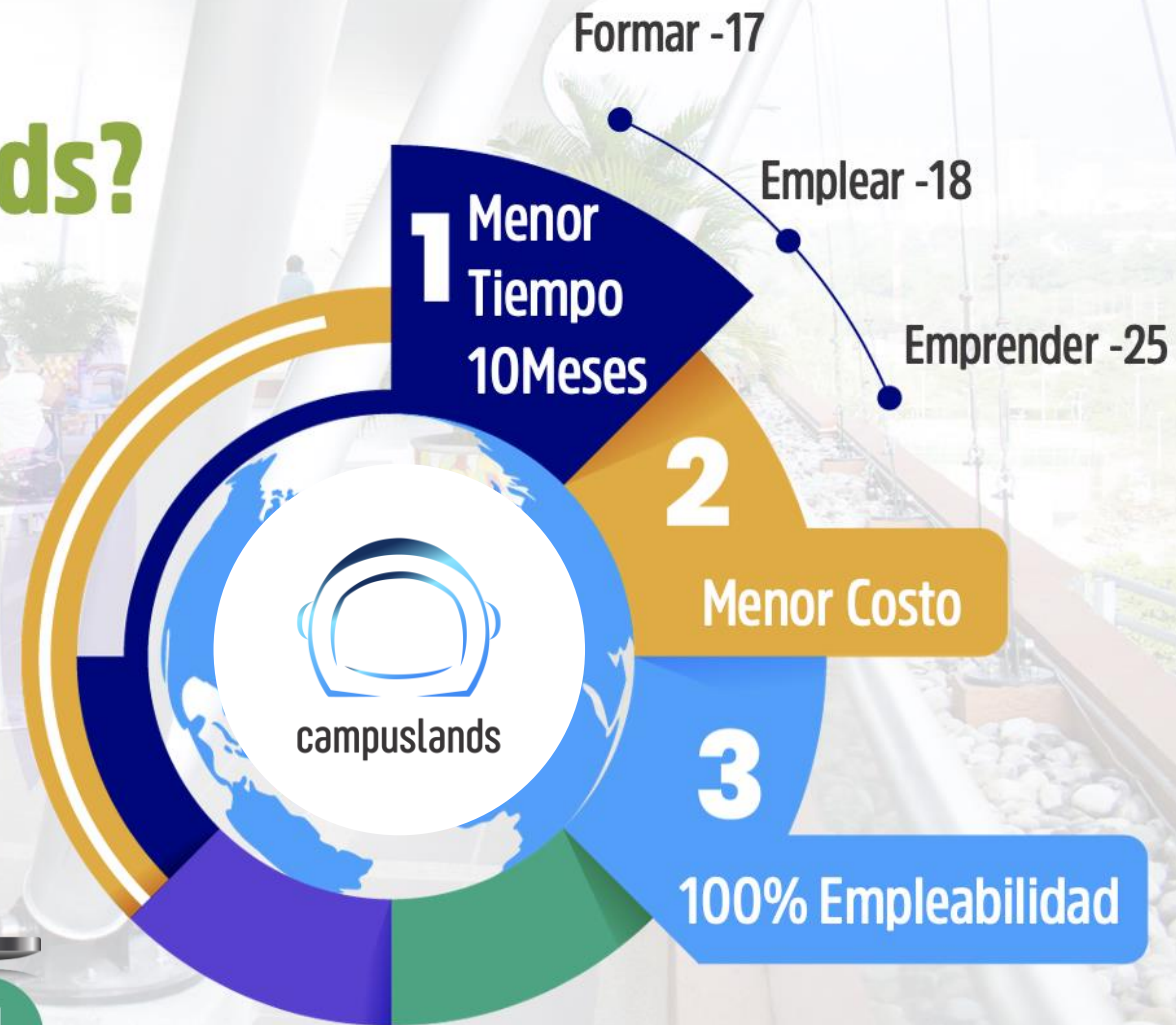 ds?
Formar -17
Emplear -18
Emprender -25
1 Menor
Tiempo
10Meses
2
Menor Costo
3
100% Empleabilidad
campuslands